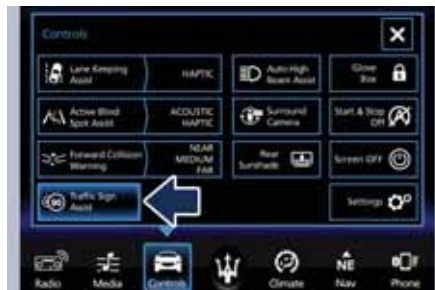 Controls
X
Lane Keeping
Assist
HAPTIC
Auto High
Beam Assist
Glove
Box
Active Blind
Spot Assist
ACOUSTIC
HAPTIC
Surround
Camera
Start & Stop
Off
Forward Collision
Warning
NEAR
MEDIUM
FAR
Rear
Sunshade
Screen OFF
90
Traffic Sign
Assist
Settings
Radio
Media
Controls
Climate
NE
Nav
Phone